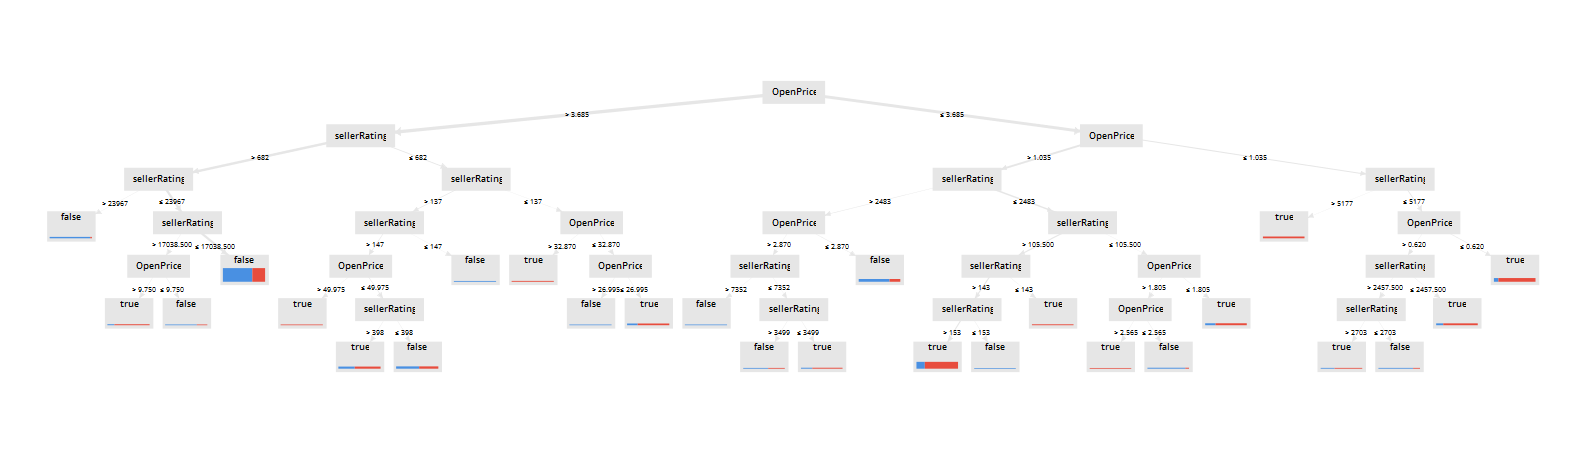 OpenPrice
> 3.685
≤ 3.685
sellerRating
OpenPrice
> 682
≤ 682
> 1.035
≤ 1.035
sellerRating
sellerRating
sellerRating
sellerRating
> 23967
≤ 23967
> 137
≤ 137
> 2483
≤ 2483
> 5177
≤ 5177
false
sellerRating
sellerRating
OpenPrice
OpenPrice
sellerRating
true
OpenPrice
> 17038.500
≤ 17038.500
> 147
≤ 147
> 32.870
≤ 32.870
> 2.870
≤ 2.870
> 105.500
≤ 105.500
> 0.620
≤ 0.620
OpenPrice
false
OpenPrice
false
true
OpenPrice
sellerRating
false
sellerRating
OpenPrice
sellerRating
true
> 9.750
≤ 9.750
> 49.975
≤ 49.975
> 26.995
≤ 26.995
> 7352
≤ 7352
> 143
≤ 143
> 1.805
≤ 1.805
> 2457.500
≤ 2457.500
true
false
true
sellerRating
false
true
false
sellerRating
sellerRating
true
OpenPrice
true
sellerRating
true
> 398
≤ 398
> 3499
≤ 3499
> 153
≤ 153
> 2.565
≤ 2.565
> 2703
≤ 2703
true
false
false
true
true
false
true
false
true
false